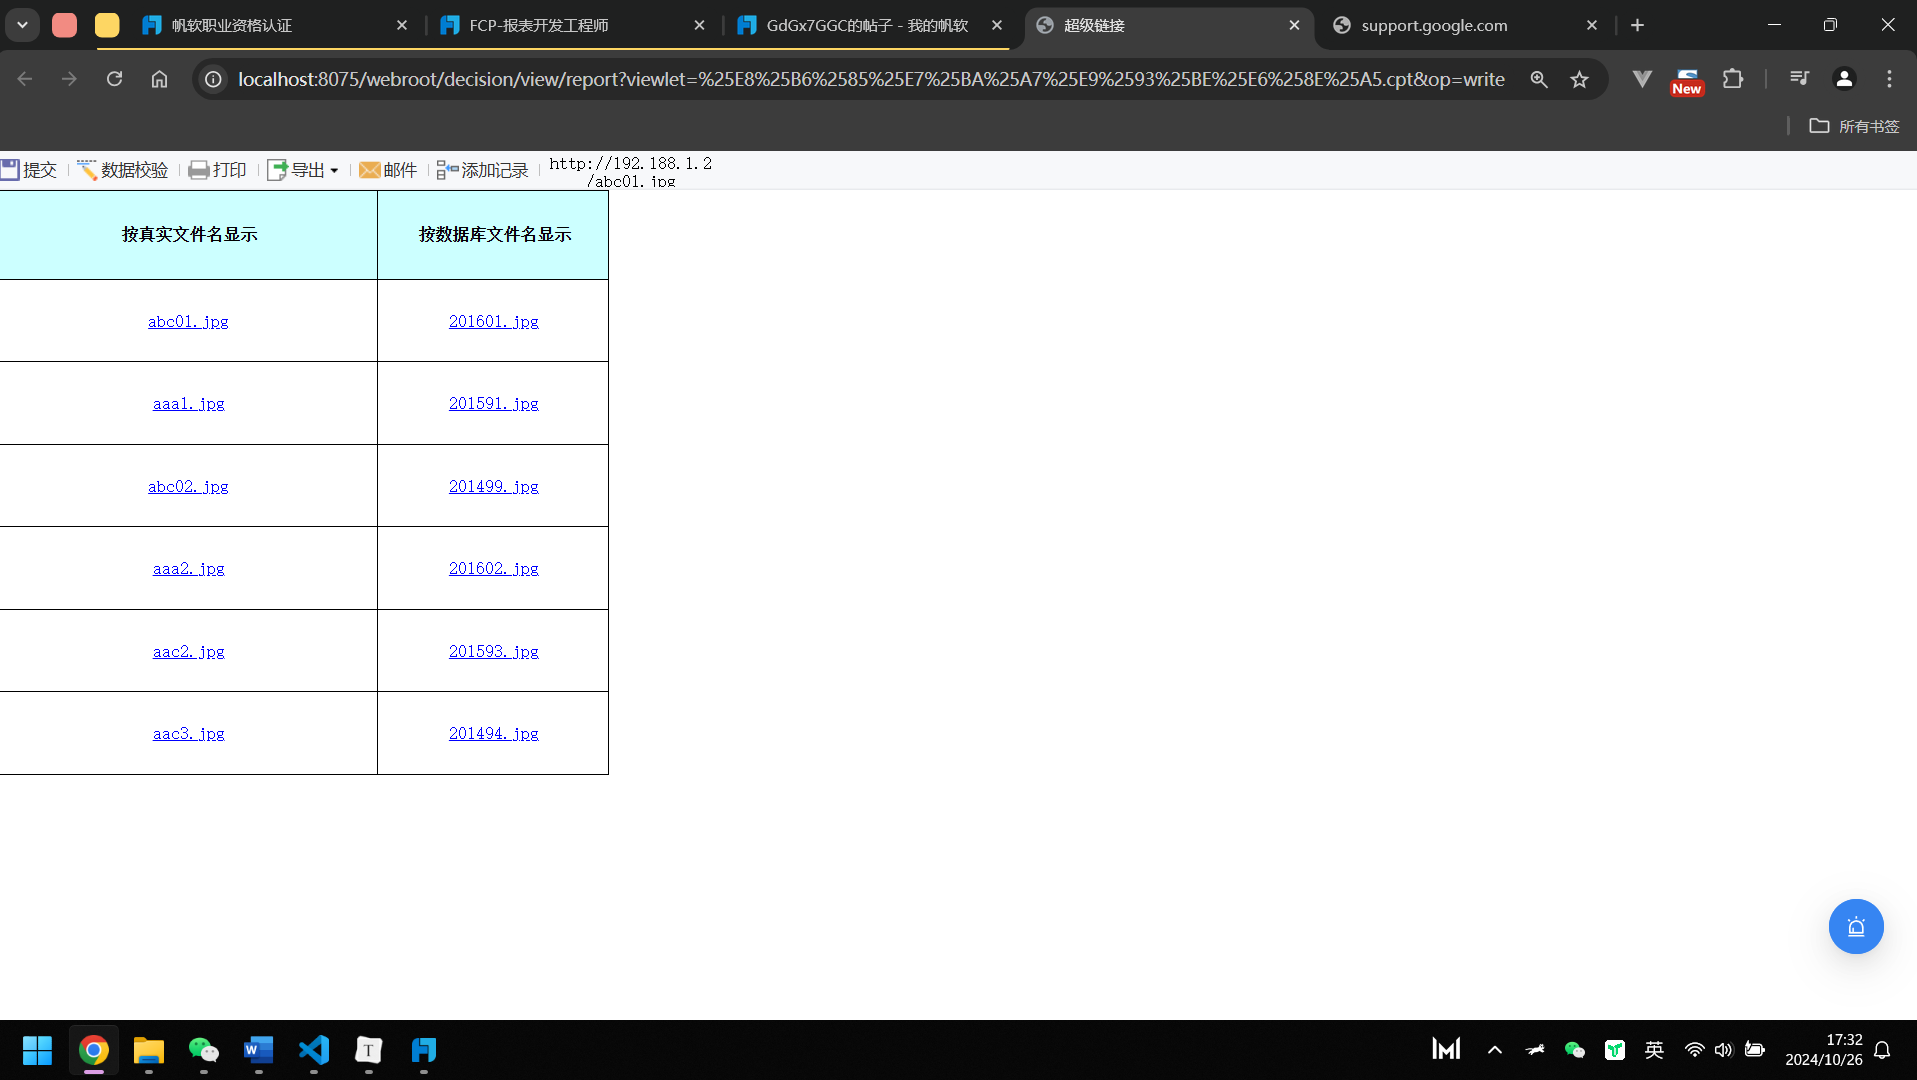 帆软职业资格认证
FCP-报表开发工程师
GdGx7GGC的帖子 - 我的帆软
超级链接
support.google.com
localhost:8075/webroot/decision/view/report?viewlet=%25E8%25B6%2585%25E7%25BA%25A7%25E9%2593%25BE%25E6%258E%25A5.cpt&op=write
New
所有书签
提交
数据校验
打印
导出
邮件
添加记录
http://192.188.1.2
/abc01.jpg
按真实文件名显示
按数据库文件名显示
abc01.jpg
201601.jpg
aaa1.jpg
201591.jpg
abc02.jpg
201499.jpg
aaa2.jpg
201602.jpg
aac2.jpg
201593.jpg
aac3.jpg
201494.jpg
英
17:32
2024/10/26